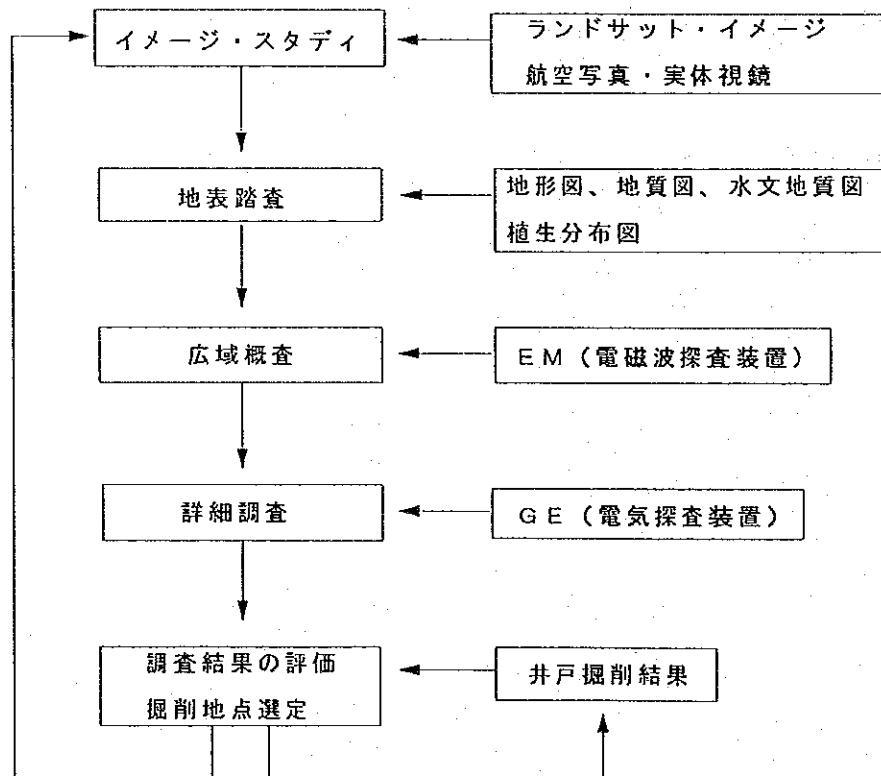 イメージ・スタディ
ランドサット・イメージ
航空写真・実体視鏡
地表踏査
地形図、地質図、水文地質図
植生分布図
広域概査
EM(電磁波探査装置)
詳細調査
GE(電気探査装置)
調査結果の評価
掘削地点選定
井戸掘削結果